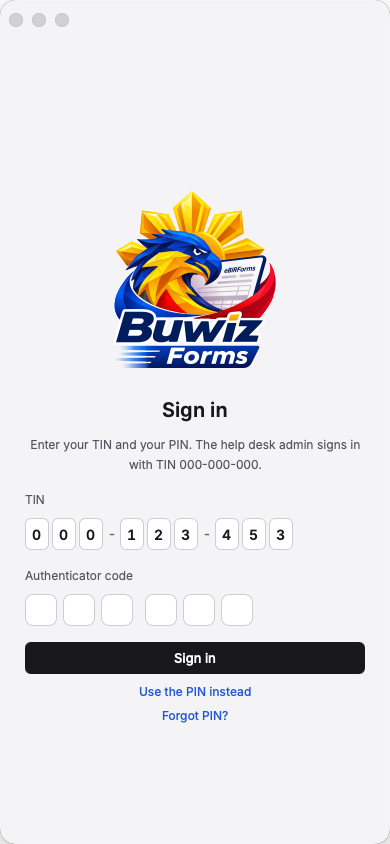 eBIRForms
Buwiz
Forms
Sign in
Enter your TIN and your PIN. The help desk admin signs in
with TIN 000-000-000.
TIN
0 0 0 - 1 2 3 - 4 5 3
Authenticator code
Sign in
Use the PIN instead
Forgot PIN?